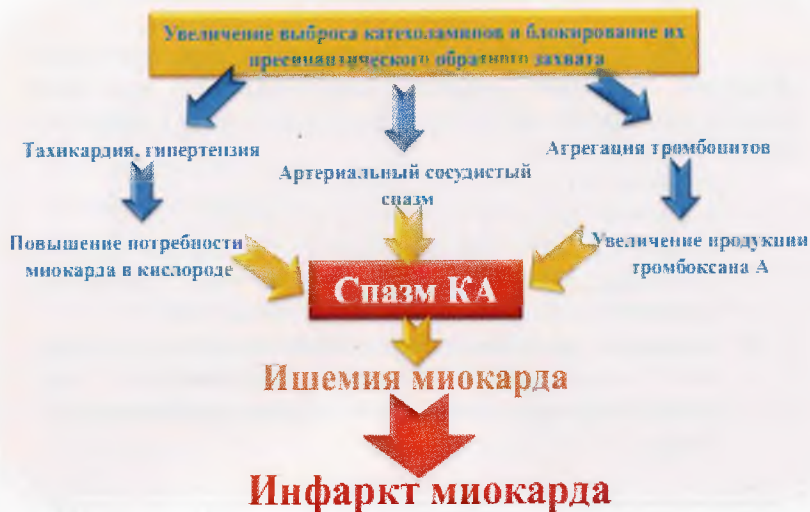 Увеличение выброса катехоламинов и блокирование их
пресинаптического обратного захвата
Тахикардия, гипертензия
Артериальный сосудистый
спазм
Агрегация тромбоцитов
Повышение потребности
миокарда в кислороде
Увеличение продукции
тромбоксана А
Спазм КА
Ишемия миокарда
Инфаркт миокарда